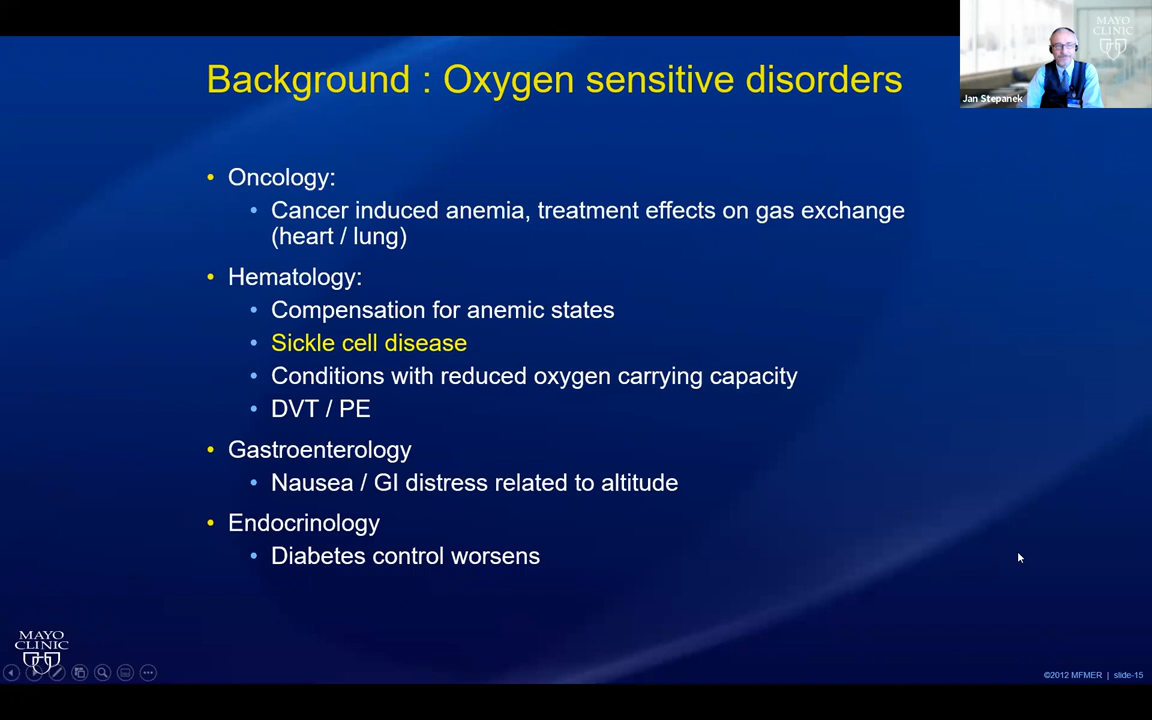 MAYO
CLINIC
Jan Stepanek
Background : Oxygen sensitive disorders
• Oncology:
• Cancer induced anemia, treatment effects on gas exchange
(heart / lung)
• Hematology:
• Compensation for anemic states
• Sickle cell disease
• Conditions with reduced oxygen carrying capacity
• DVT / PE
• Gastroenterology
• Nausea / GI distress related to altitude
• Endocrinology
• Diabetes control worsens
MAYO
CLINIC
©2012 MFMER | slide-15